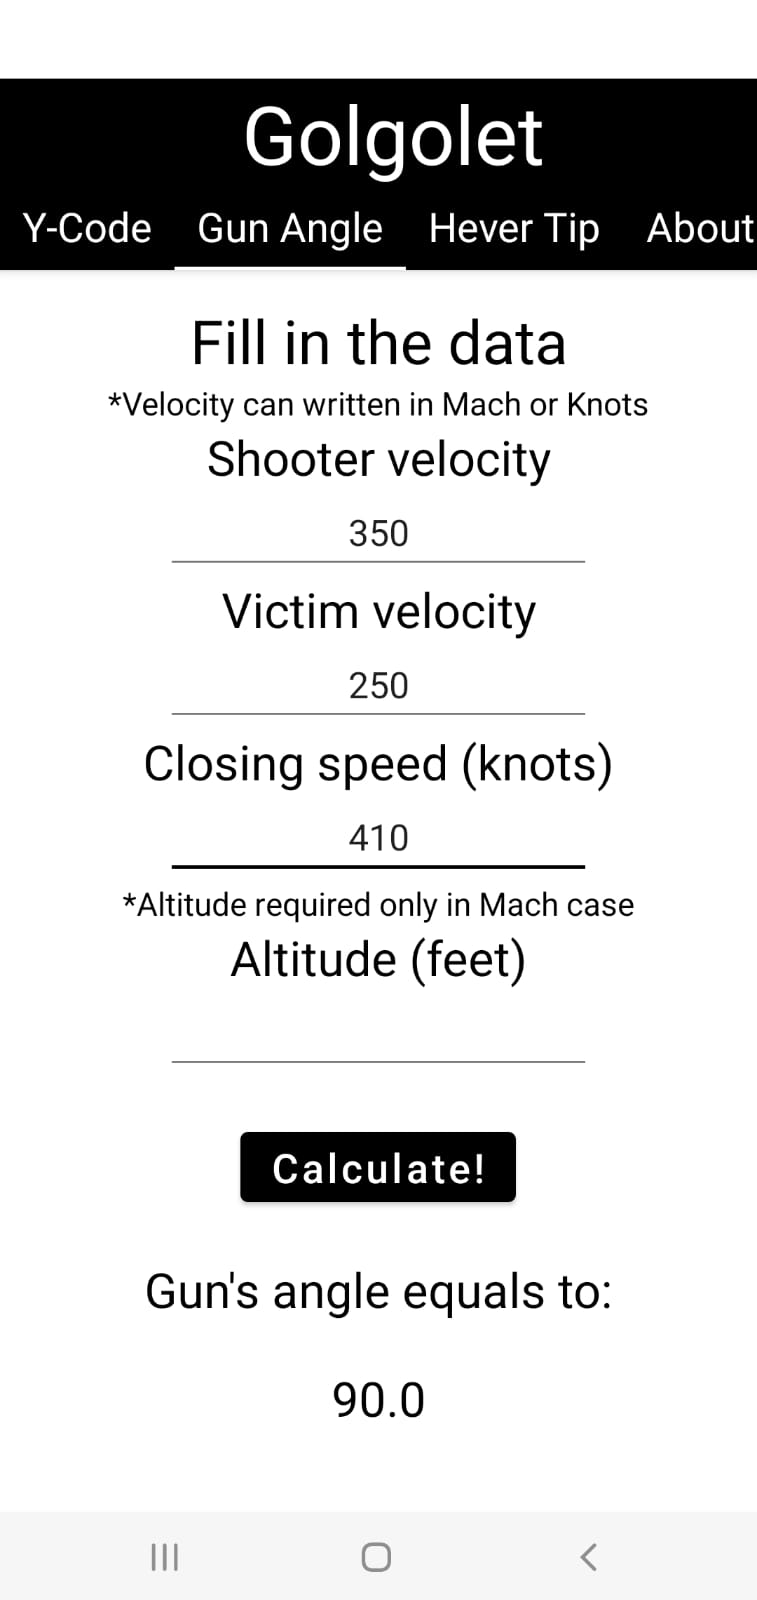 Golgolet
Y-Code Gun Angle Hever Tip About
Fill in the data
*Velocity can written in Mach or Knots
Shooter velocity
350
Victim velocity
250
Closing speed (knots)
410
*Altitude required only in Mach case
Altitude (feet)
Calculate!
Gun's angle equals to:
90.0